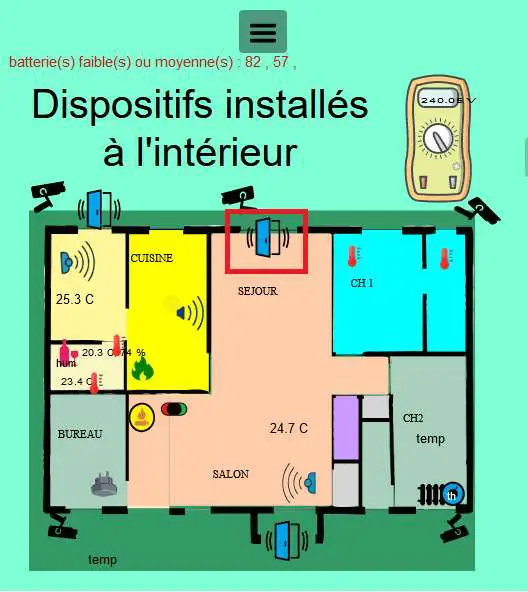 batterie(s) faible(s) ou moyenne(s) : 82 , 57 ,
240.06 V
Dispositifs installés
à l'intérieur
CUISINE
SEJOUR
CH 1
25.3 C
20.3 C 74 %
hum
23.4 C
BUREAU
24.7 C
CH2
temp
SALON
th
temp